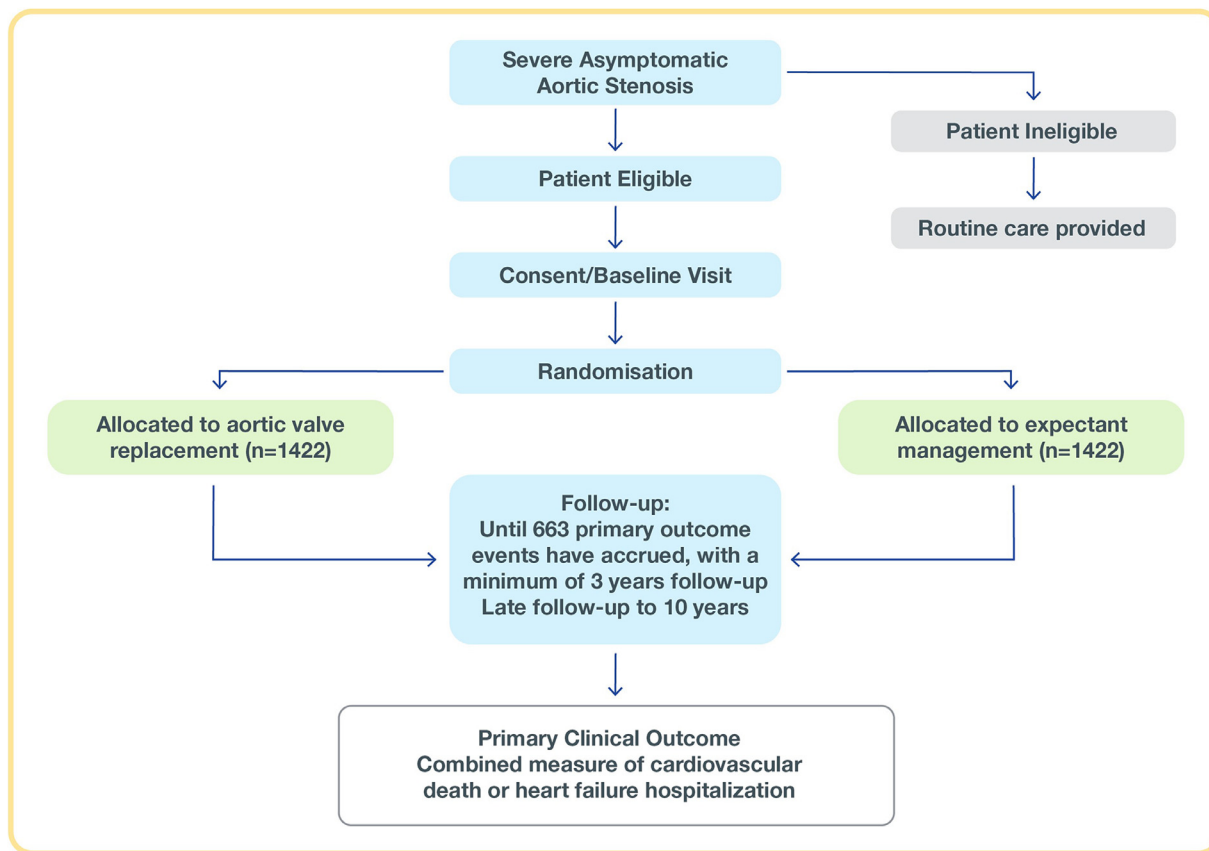 Severe Asymptomatic
Aortic Stenosis
Patient Ineligible
Patient Eligible
Routine care provided
Consent/Baseline Visit
Randomisation
Allocated to aortic valve
replacement (n=1422)
Allocated to expectant
management (n=1422)
Follow-up:
Until 663 primary outcome
events have accrued, with a
minimum of 3 years follow-up
Late follow-up to 10 years
Primary Clinical Outcome
Combined measure of cardiovascular
death or heart failure hospitalization